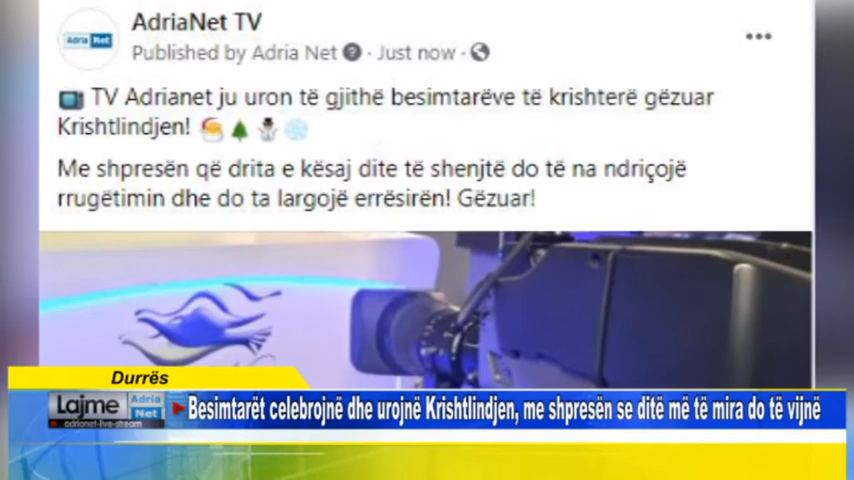 AdriaNet TV
Adria Net
Published by Adria Net · Just now ·
TV Adrianet ju uron të gjithë besimtarëve të krishterë gëzuar
Krishtlindjen!
Me shpresën që drita e kësaj dite të shenjtë do të na ndriçojë
rrugëtimin dhe do ta largojë errësirën! Gëzuar!
Durrës
Lajme
Adria
Net
adrianet-live-stream
Besimtarët celebrojnë dhe urojnë Krishtlindjen, me shpresën se ditë më të mira do të vijnë